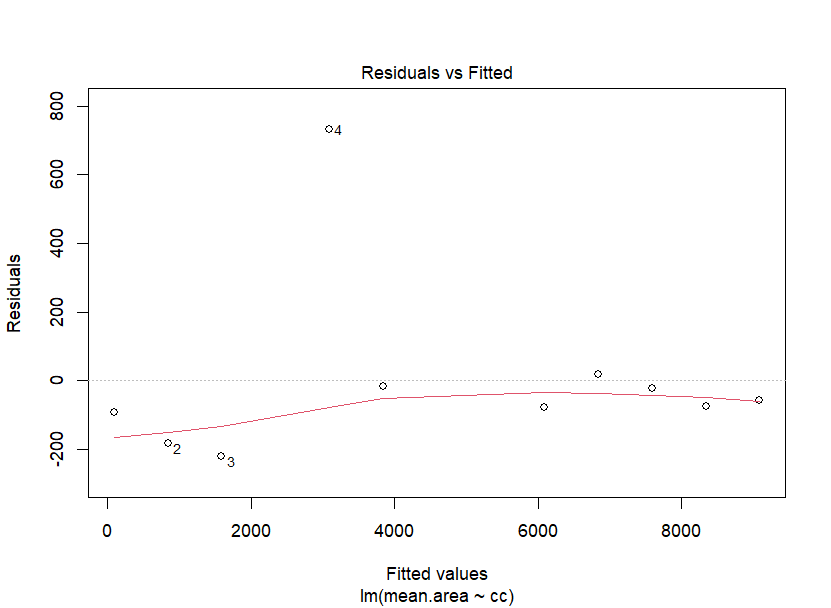 Residuals vs Fitted
Residuals
800
600
400
200
0
-200
4
2
3
0 2000 4000 6000 8000
Fitted values
lm(mean.area ~ cc)